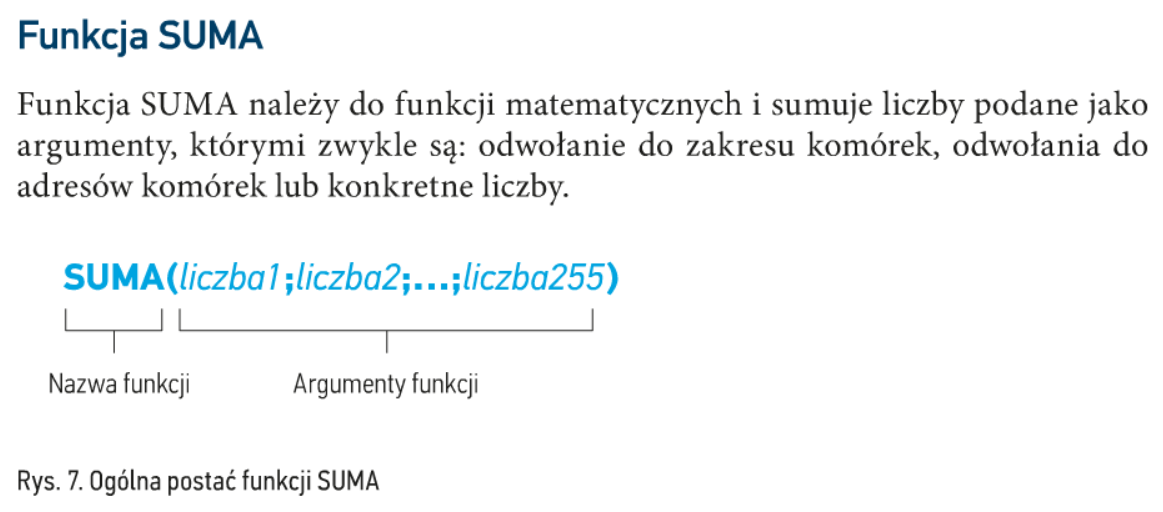 Funkcja SUMA
Funkcja SUMA należy do funkcji matematycznych i sumuje liczby podane jako
argumenty, którymi zwykle są: odwołanie do zakresu komórek, odwołania do
adresów komórek lub konkretne liczby.
SUMA(liczba1;liczba2;...;liczba255)
Nazwa funkcji Argumenty funkcji
Rys. 7. Ogólna postać funkcji SUMA